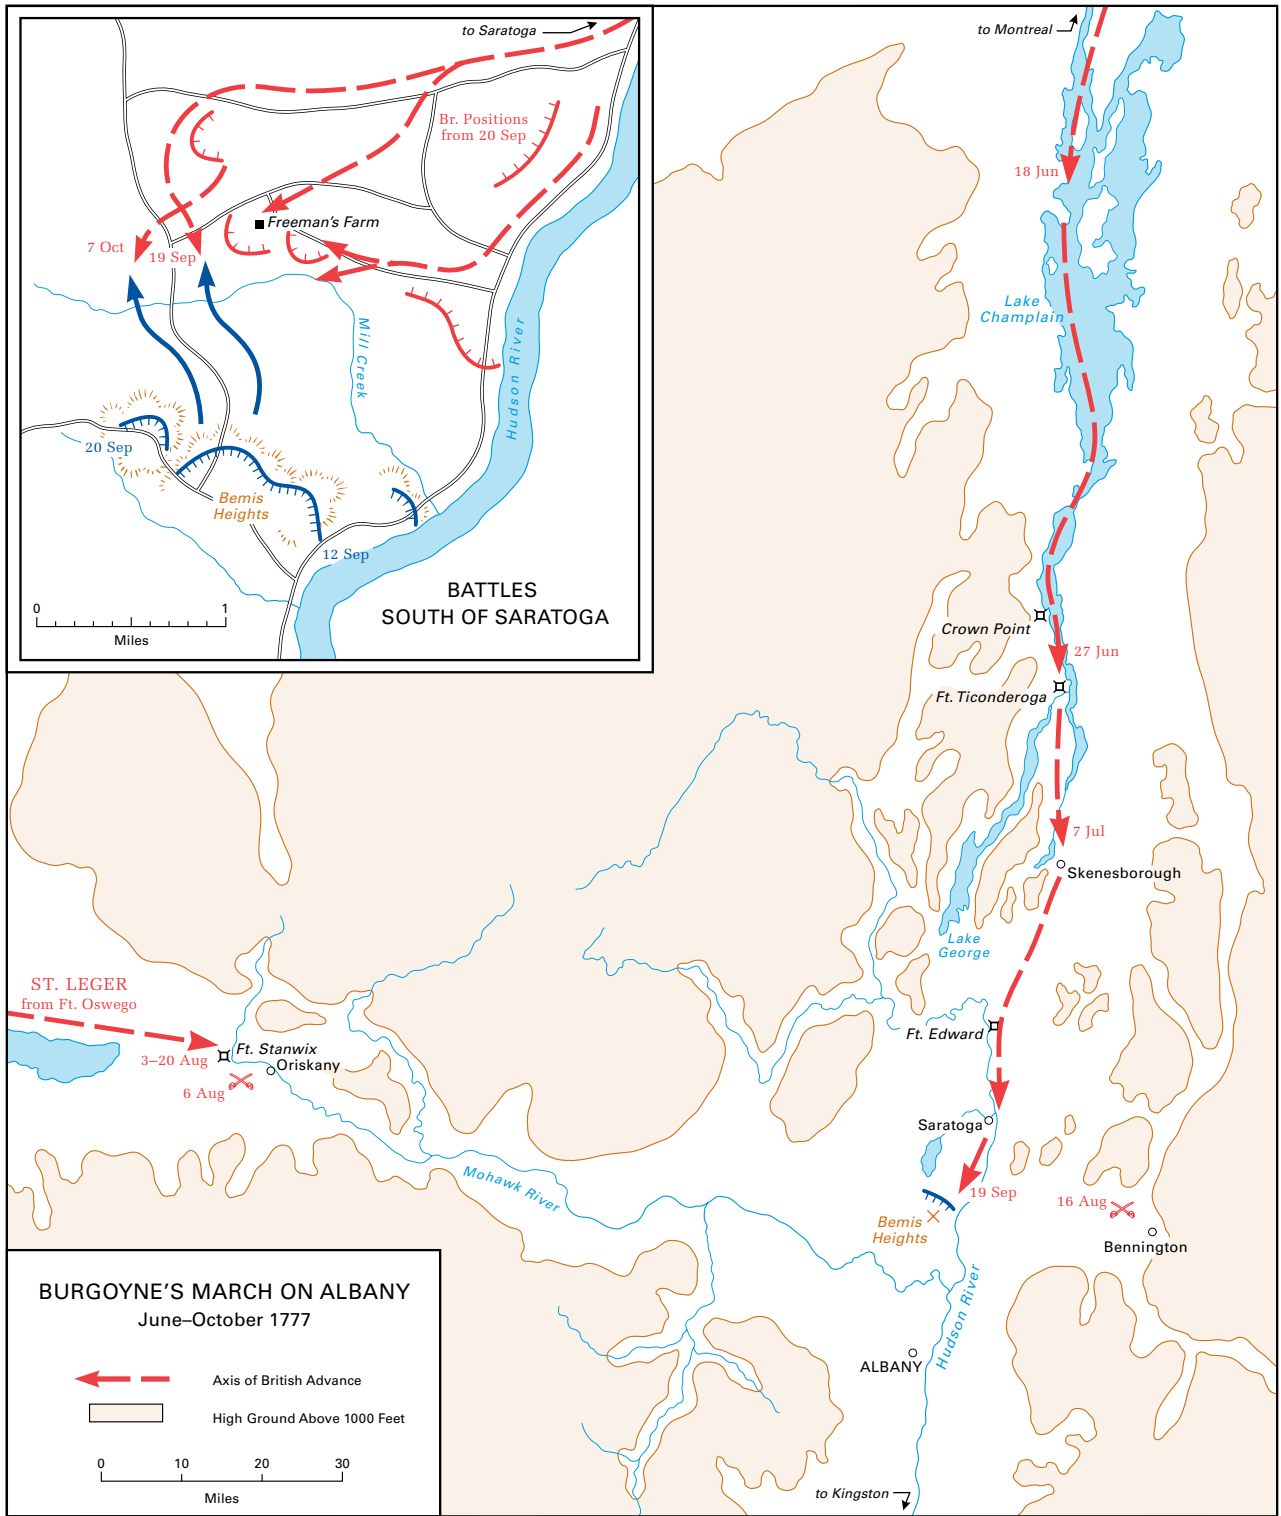 to Saratoga
Br. Positions
from 20 Sep
Freeman's Farm
7 Oct
19 Sep
Mill Creek
Hudson River
20 Sep
Bemis
Heights
12 Sep
BATTLES
SOUTH OF SARATOGA
0 1
Miles
to Montreal
18 Jun
Lake
Champlain
Crown Point
27 Jun
Ft. Ticonderoga
7 Jul
Skenesborough
Lake
George
ST. LEGER
from Ft. Oswego
Ft. Stanwix
3–20 Aug
Oriskany
6 Aug
Ft. Edward
Saratoga
Mohawk River
19 Sep
16 Aug
Bemis
Heights
Bennington
Hudson River
ALBANY
to Kingston
BURGOYNE'S MARCH ON ALBANY
June–October 1777
Axis of British Advance
High Ground Above 1000 Feet
0 10 20 30
Miles